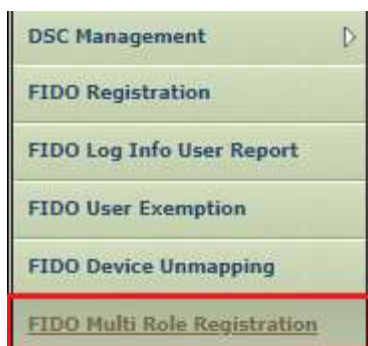 DSC Management
FIDO Registration
FIDO Log Info User Report
FIDO User Exemption
FIDO Device Unmapping
FIDO Multi Role Registration